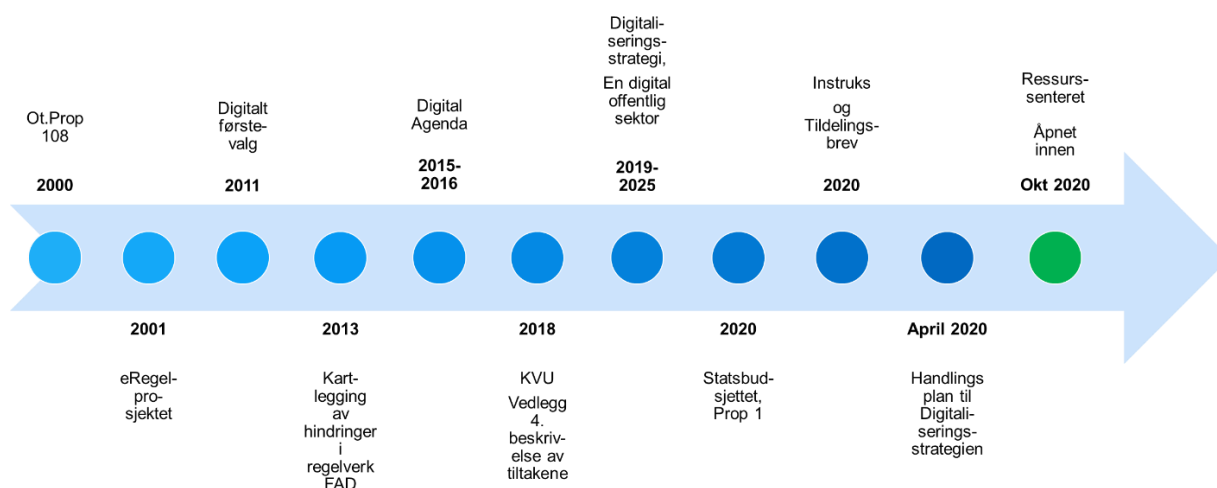 Ot.Prop
108
2000
2001
eRegel-
pro-
sjektet
Digitalt
første-
valg
2011
2013
Kart-
legging
av
hindringer
i
regelverk
FAD
Digital
Agenda
2015-
2016
2018
KVU
Vedlegg
4.
beskriv-
else av
tiltakene
Digitali-
serings-
strategi,
En digital
offentlig
sektor
2019-
2025
2020
Statsbud-
sjettet,
Prop 1
Instruks
og
Tildelings-
brev
2020
April 2020
Handlings
plan til
Digitali-
serings-
strategien
Ressurs-
senteret
Åpnet
innen
Okt 2020